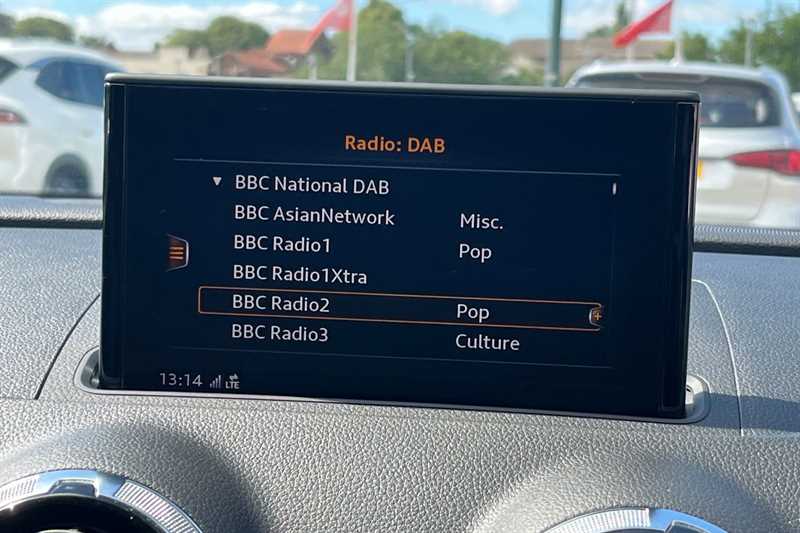 Radio: DAB
BBC National DAB
BBC AsianNetwork Misc.
BBC Radio1 Pop
BBC Radio1Xtra
BBC Radio2 Pop
BBC Radio3 Culture
13:14 LTE